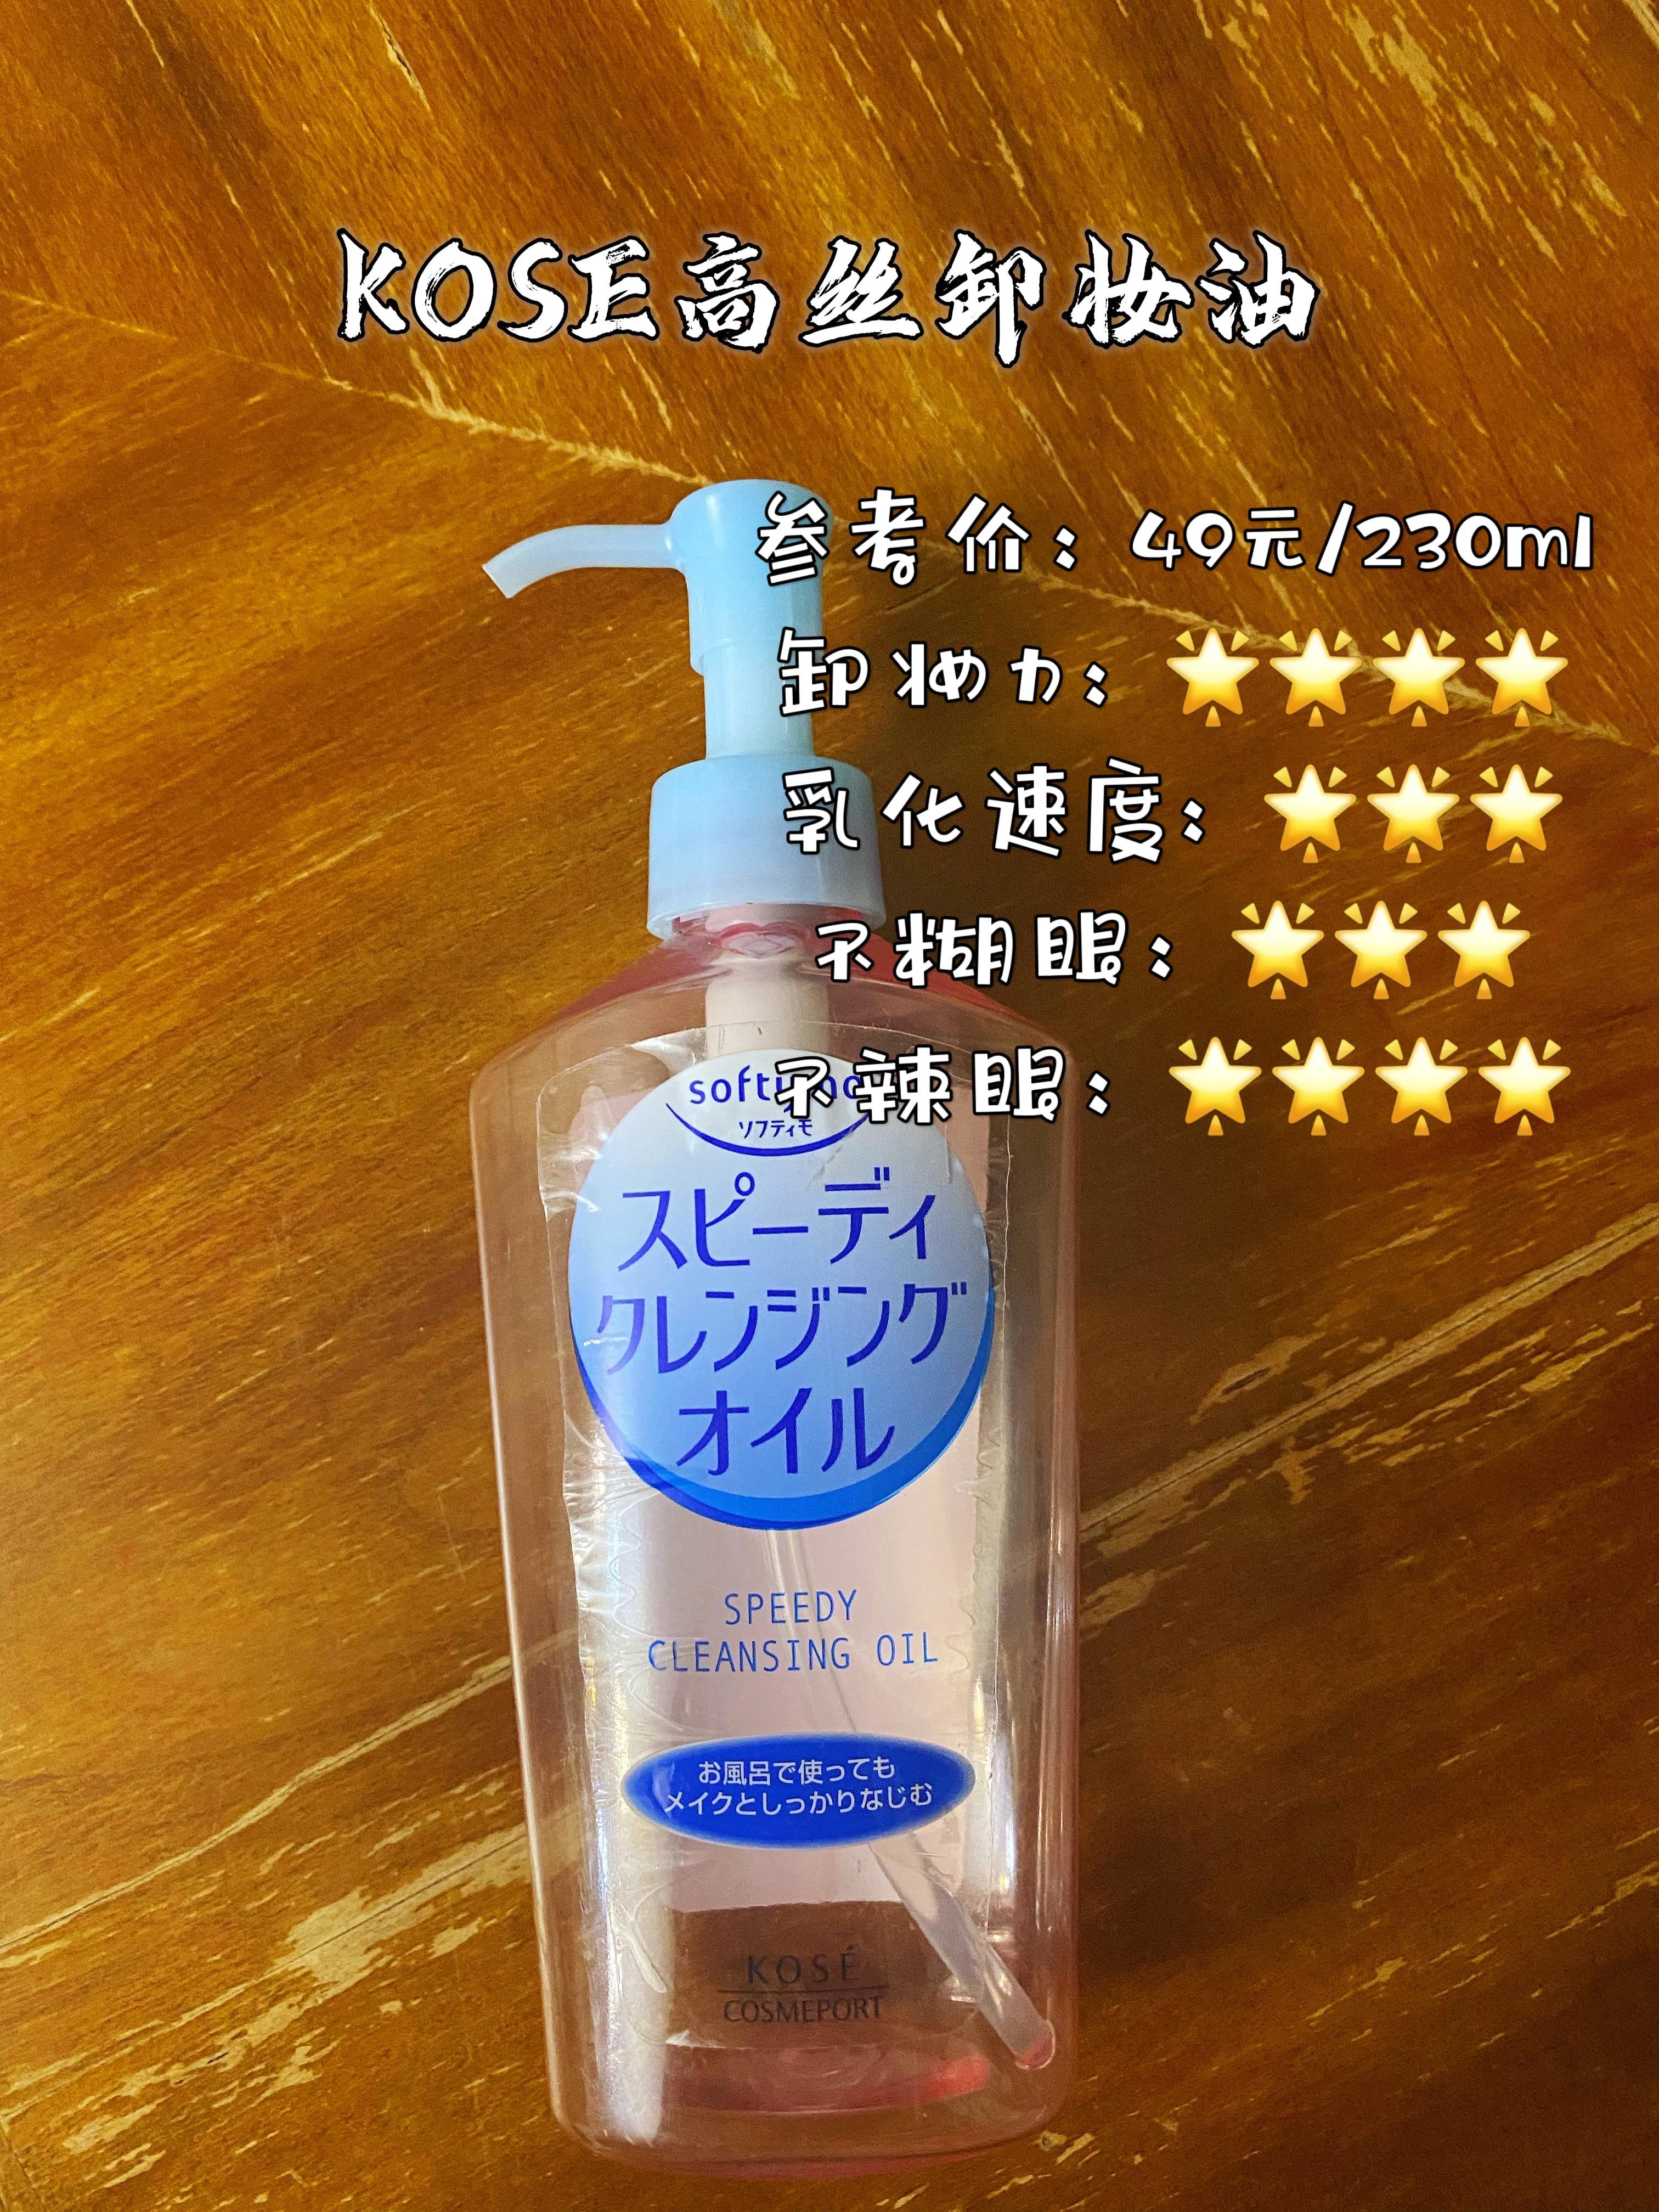 KOSE高丝卸妆油
参考价：49元/230ml
卸妆力：🌟🌟🌟🌟
乳化速度：🌟🌟🌟
不糊眼：🌟🌟🌟
不辣眼：🌟🌟🌟🌟
ソフティモ
スピーディ
クレンジング
オイル
SPEEDY
CLEANSING OIL
お風呂で使っても
メイクとしっかりなじむ
KOSÉ
COSMEPORT